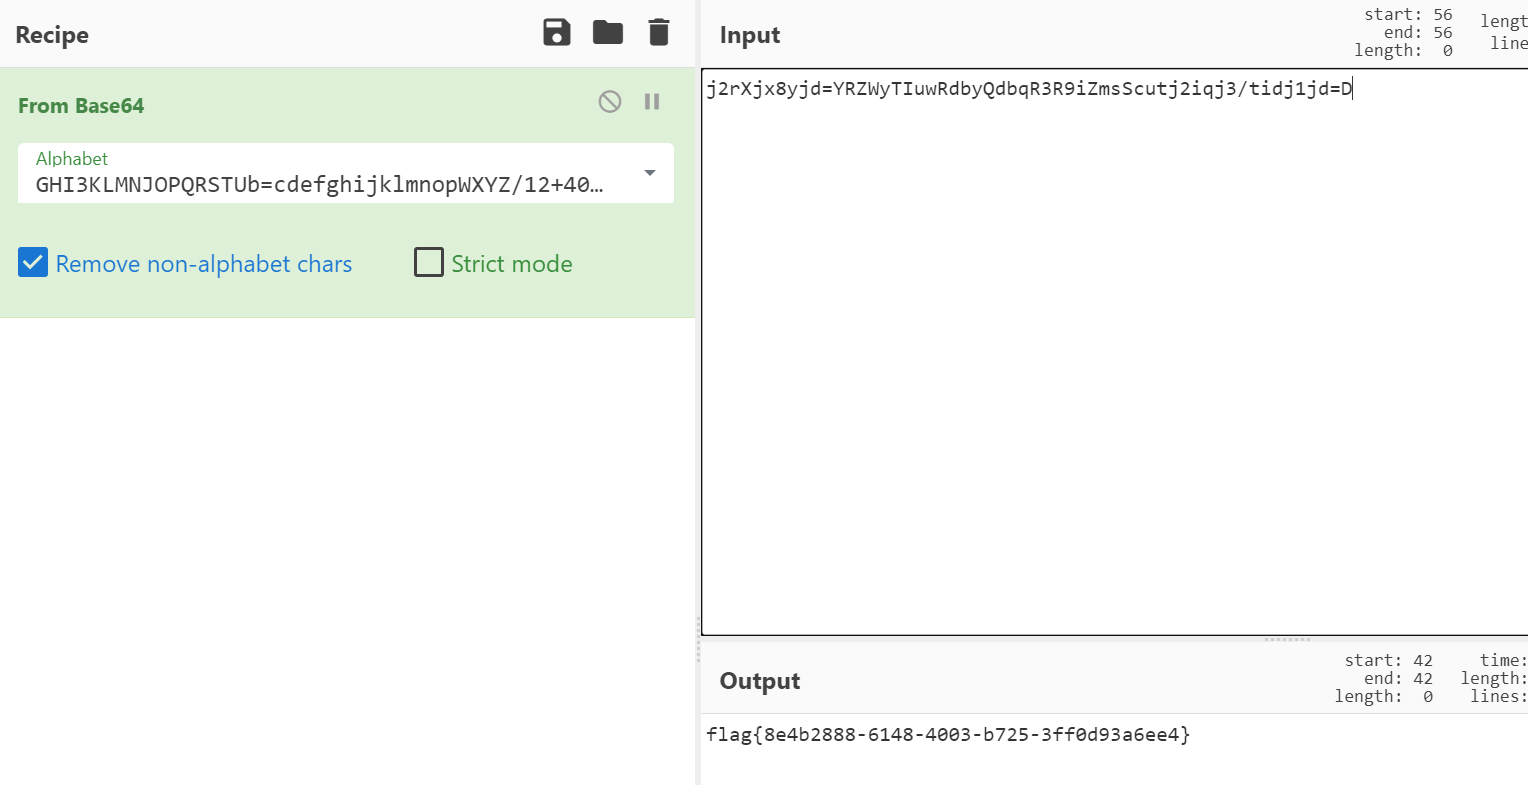 Recipe
From Base64
Alphabet
GHI3KLMNJOPQRSTUb=cdefghijklmnopWXYZ/12+40…
Remove non-alphabet chars
Strict mode
Input
start: 56
end: 56
length: 0
lengt
line
j2rXjx8yjd=YRZWyTIuwRdbyQdbqR3R9iZmsScutj2iqj3/tidj1jd=D
Output
start: 42
end: 42
length: 0
time:
length:
lines:
flag{8e4b2888-6148-4003-b725-3ff0d93a6ee4}